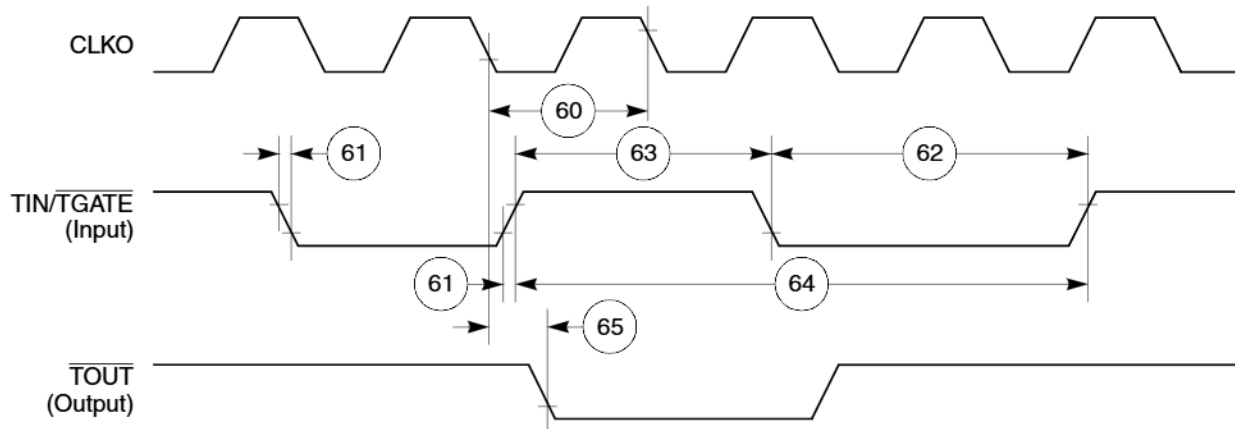 CLKO
60
61
63
62
TIN/TGATE
(Input)
61
64
65
TOUT
(Output)